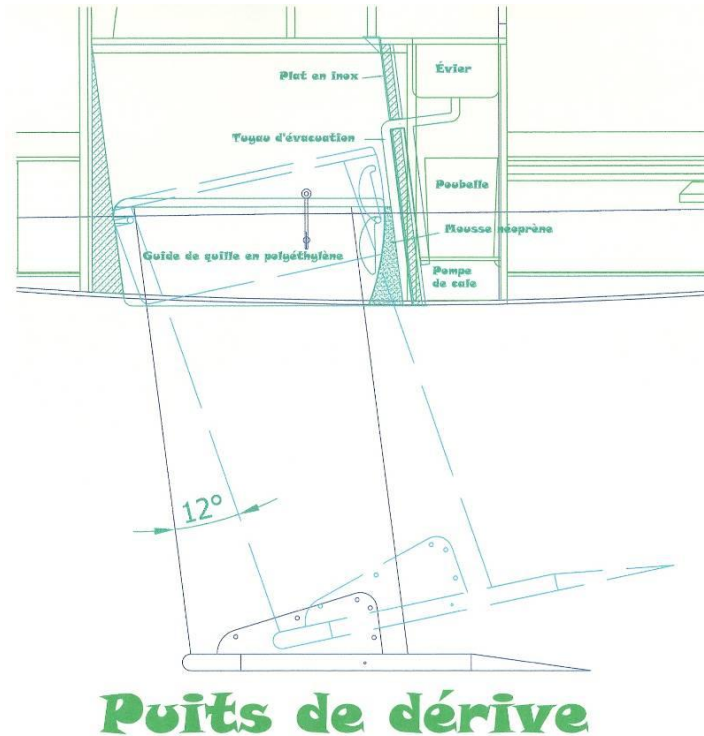 Plat en inox
Évier
Tuyau d'évacuation
Poubelle
Mousse néoprène
Guide de quille en polyéthylène
Pompe
de cale
12°
Puits de dérive